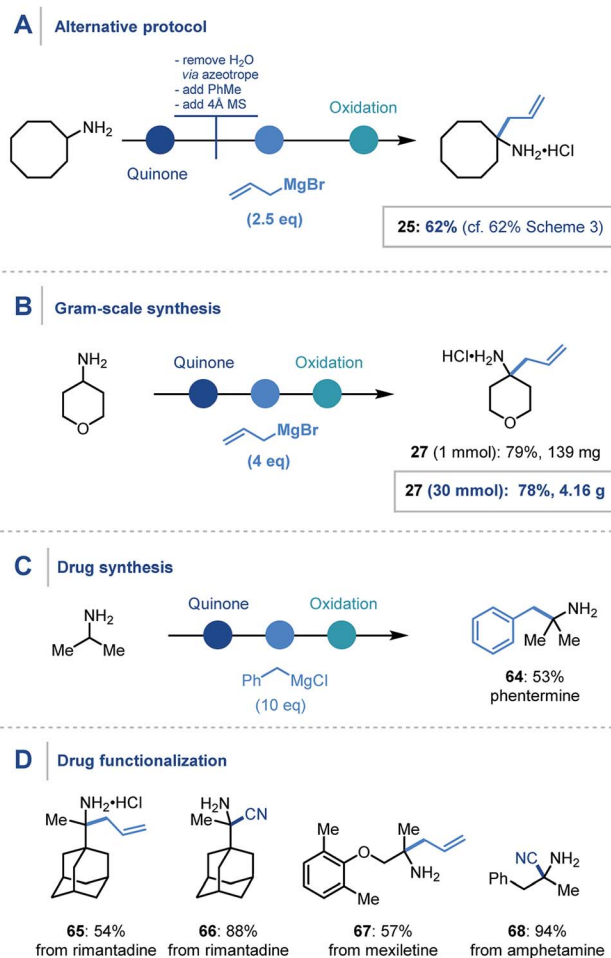 A Alternative protocol
- remove H₂O
via azeotrope
- add PhMe
- add 4Å MS
Oxidation
NH₂
Quinone
MgBr
(2.5 eq)
NH₂•HCl
25: 62% (cf. 62% Scheme 3)
B Gram-scale synthesis
NH₂
O
Quinone
Oxidation
MgBr
(4 eq)
HCl•H₂N
O
27 (1 mmol): 79%, 139 mg
27 (30 mmol): 78%, 4.16 g
C Drug synthesis
NH₂
Me Me
Quinone
Oxidation
Ph MgCl
(10 eq)
NH₂
Me Me
64: 53%
phentermine
D Drug functionalization
NH₂•HCl
Me
65: 54%
from rimantadine
H₂N
Me CN
66: 88%
from rimantadine
Me
O
Me
Me
NH₂
67: 57%
from mexiletine
NC NH₂
Ph Me
68: 94%
from amphetamine